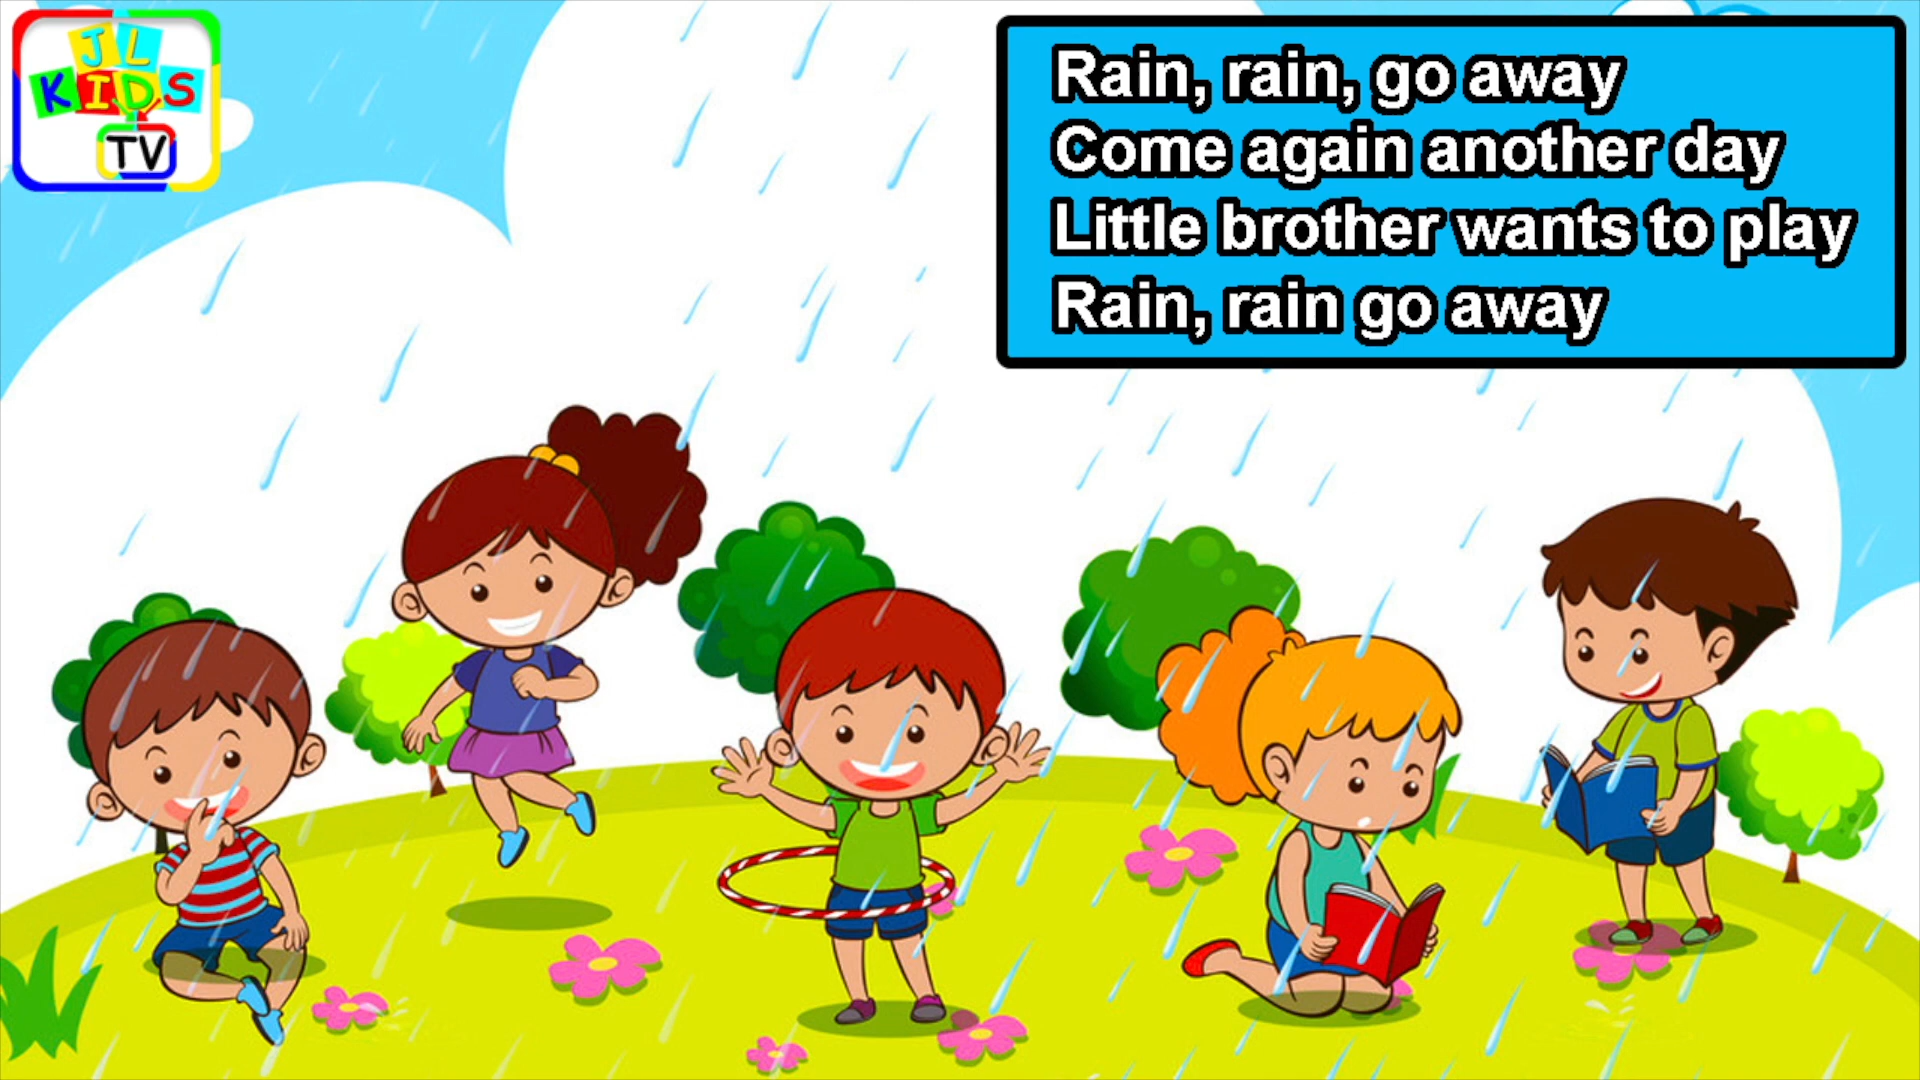 JL
KIDS
TV
Rain, rain, go away
Come again another day
Little brother wants to play
Rain, rain go away